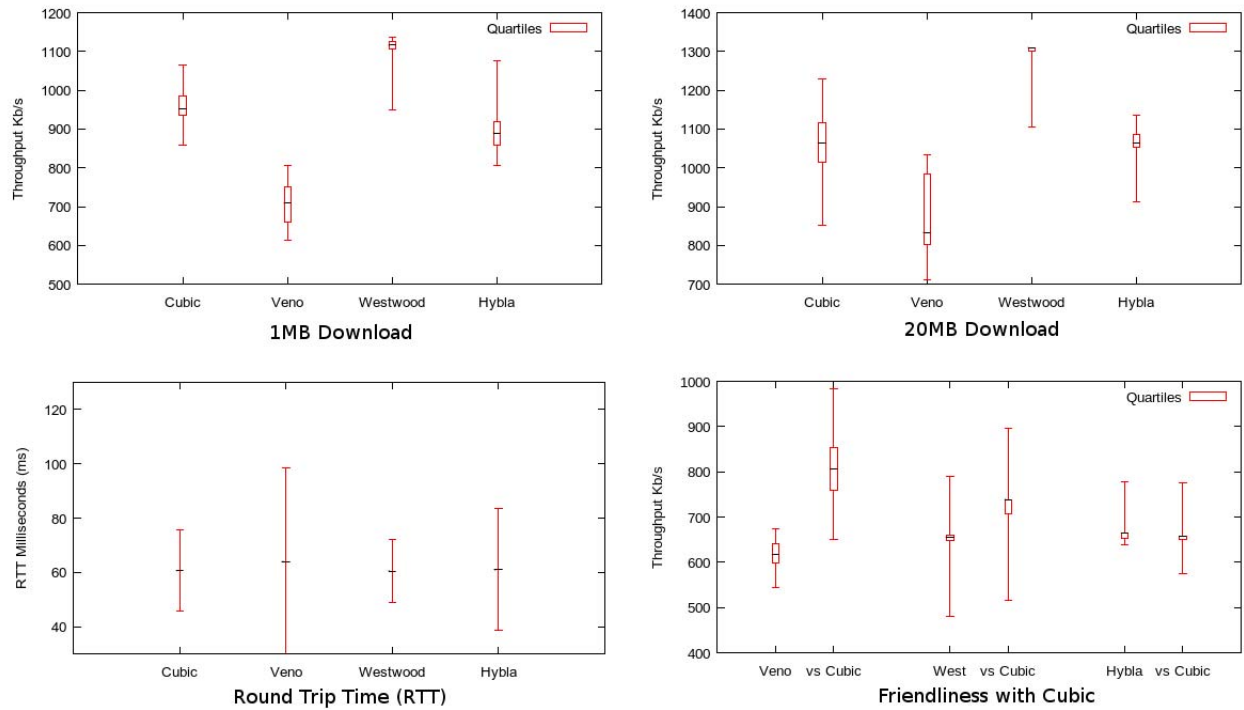 1200
1100
1000
900
800
700
600
500
Throughput Kb/s
Quartiles
Cubic Veno Westwood Hybla
1MB Download
1400
1300
1200
1100
1000
900
800
700
Throughput Kb/s
Quartiles
Cubic Veno Westwood Hybla
20MB Download
120
100
80
60
40
RTT Milliseconds (ms)
Cubic Veno Westwood Hybla
Round Trip Time (RTT)
1000
900
800
700
600
500
400
Throughput Kb/s
Quartiles
Veno vs Cubic West vs Cubic Hybla vs Cubic
Friendliness with Cubic